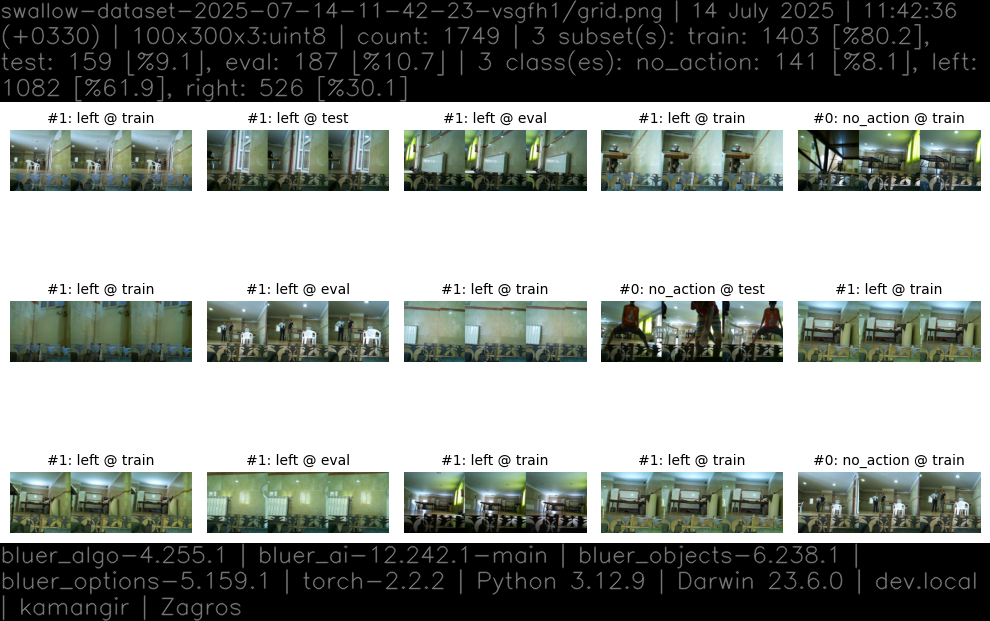 swallow-dataset-2025-07-14-11-42-23-vsgfh1/grid.png | 14 July 2025 | 11:42:36
(+0330) | 100x300x3:uint8 | count: 1749 | 3 subset(s): train: 1403 [%80.2],
test: 159 [%9.1], eval: 187 [%10.7] | 3 class(es): no_action: 141 [%8.1], left:
1082 [%61.9], right: 526 [%30.1]
#1: left @ train
#1: left @ test
#1: left @ eval
#1: left @ train
#0: no_action @ train
#1: left @ train
#1: left @ eval
#1: left @ train
#0: no_action @ test
#1: left @ train
#1: left @ train
#1: left @ eval
#1: left @ train
#1: left @ train
#0: no_action @ train
bluer_algo-4.255.1 | bluer_ai-12.242.1-main | bluer_objects-6.238.1 |
bluer_options-5.159.1 | torch-2.2.2 | Python 3.12.9 | Darwin 23.6.0 | dev.local
| kamangir | Zagros